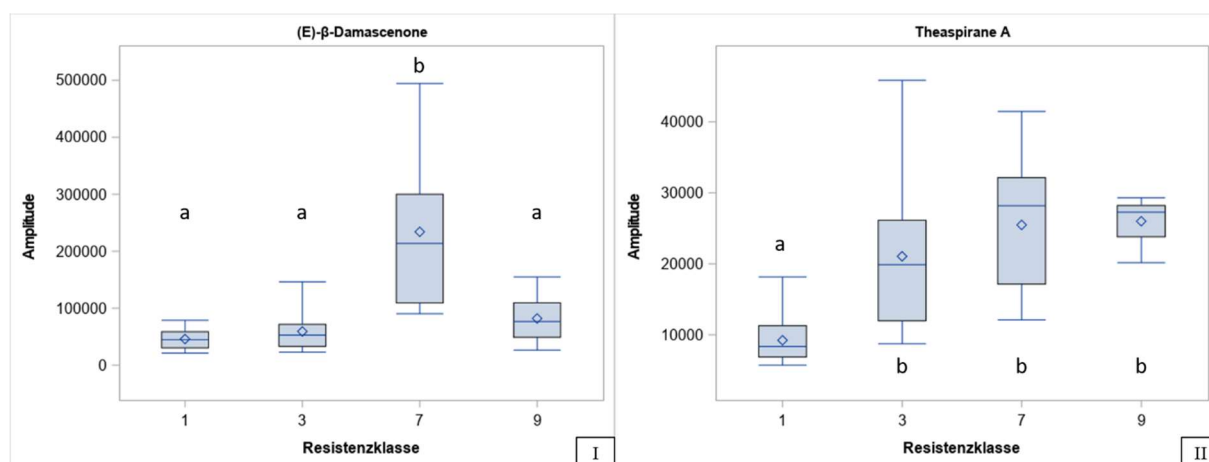 (E)-β-Damascenone
b
500000
400000
300000
200000
100000
0
a
a
a
Amplitude
1
3
7
9
Resistenzklasse
I
Theaspirane A
40000
30000
20000
10000
a
b
b
b
Amplitude
1
3
7
9
Resistenzklasse
II